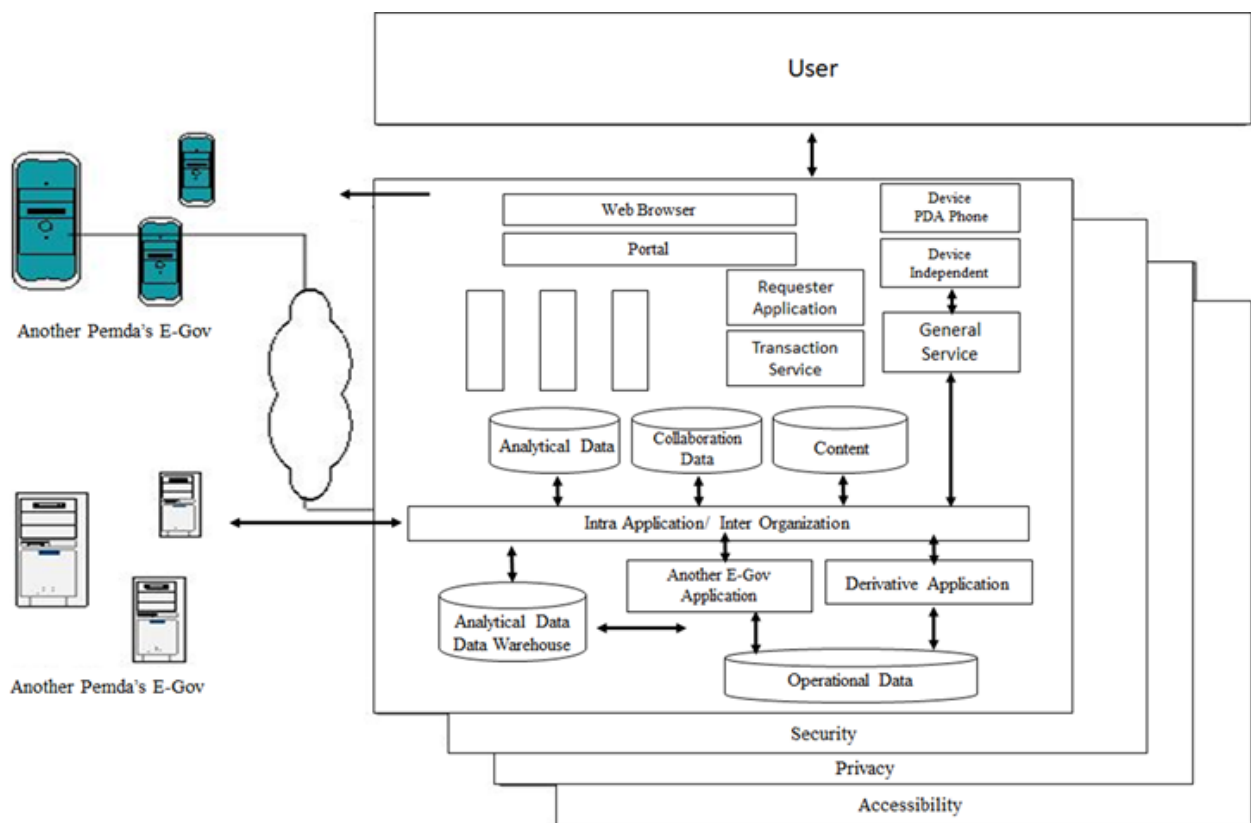 User
Device
PDA Phone
Web Browser
Portal
Device
Independent
Requester
Application
General
Service
Transaction
Service
Another Pemda's E-Gov
Analytical Data
Collaboration
Data
Content
Intra Application/ Inter Organization
Another E-Gov
Application
Derivative Application
Analytical Data
Data Warehouse
Operational Data
Another Pemda's E-Gov
Security
Privacy
Accessibility